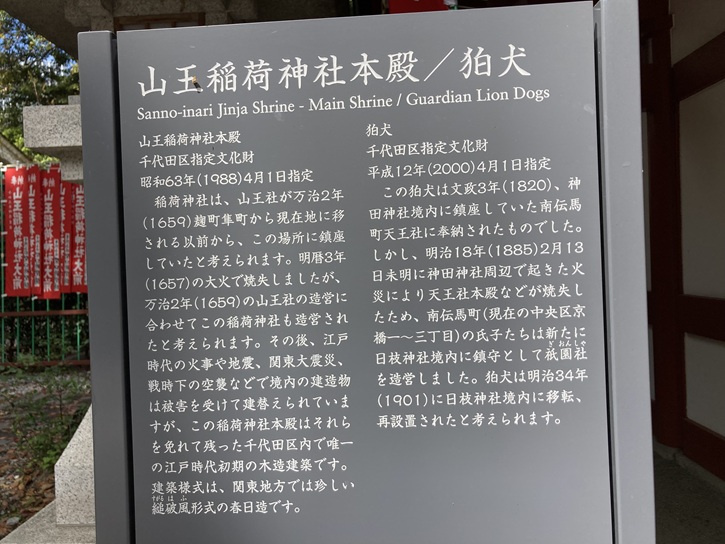 山王稲荷神社本殿／狛犬
Sanno-inari Jinja Shrine - Main Shrine / Guardian Lion Dogs
山王稲荷神社本殿
千代田区指定文化財
昭和63年(1988)4月1日指定
稲荷神社は、山王社が万治2年
(1659)麹町隼町から現在地に移
される以前から、この場所に鎮座
していたと考えられます。明暦3年
(1657)の大火で焼失しましたが、
万治2年(1659)の山王社の造営に
合わせてこの稲荷神社も造営され
たと考えられます。その後、江戸
時代の火事や地震、関東大震災、
戦時下の空襲などで境内の建造物
は被害を受けて建替えられていま
すが、この稲荷神社本殿はそれら
を免れて残った千代田区内で唯一
の江戸時代初期の木造建築です。
建築様式は、関東地方では珍しい
すがる は ふ
縋破風形式の春日造です。
狛犬
千代田区指定文化財
平成12年(2000)4月1日指定
この狛犬は文政3年(1820)、神
田神社境内に鎮座していた南伝馬
町天王社に奉納されたものでした。
しかし、明治18年(1885)2月13
日未明に神田神社周辺で起きた火
災により天王社本殿などが焼失し
たため、南伝馬町(現在の中央区京
橋一～三丁目)の氏子たちは新たに
ぎ おんしゃ
日枝神社境内に鎮守として祇園社
を造営しました。狛犬は明治34年
(1901)に日枝神社境内に移転、
再設置されたと考えられます。
山王稲荷神社大前
山王稲荷神社大前